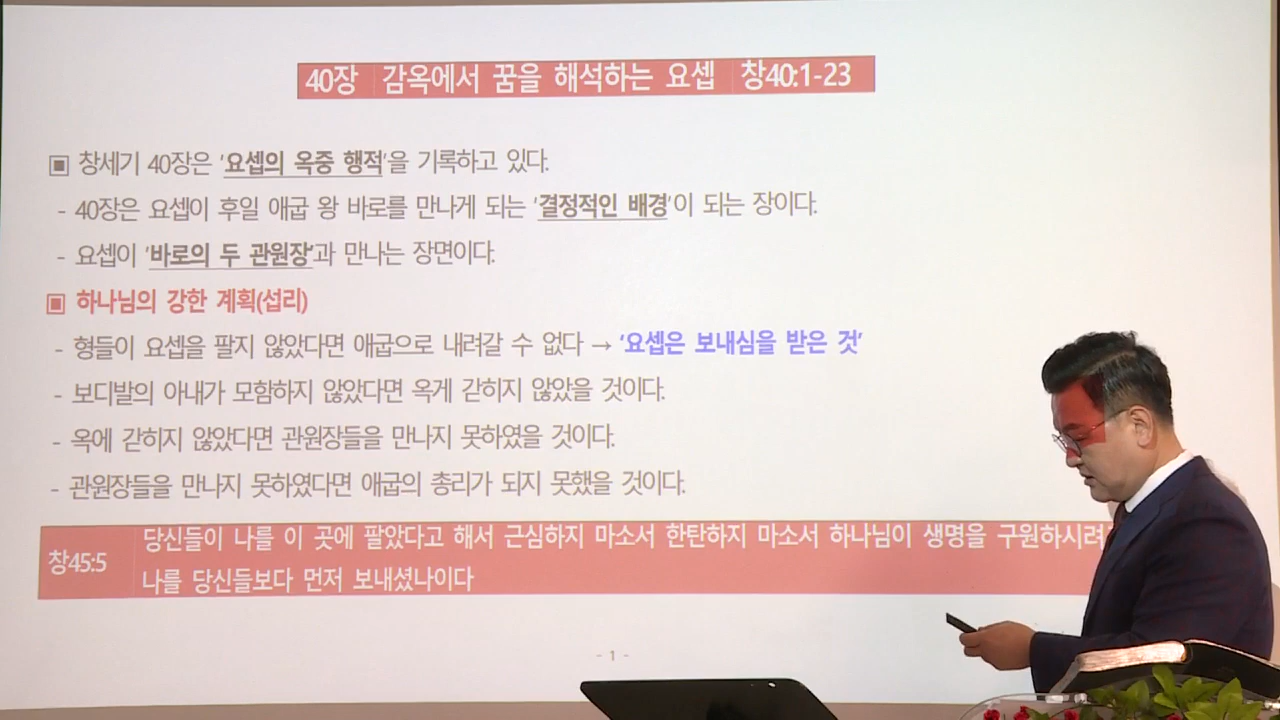 40장 감옥에서 꿈을 해석하는 요셉 창40:1-23
▣ 창세기 40장은 '요셉의 옥중 행적'을 기록하고 있다.
- 40장은 요셉이 후일 애굽 왕 바로를 만나게 되는 '결정적인 배경'이 되는 장이다.
- 요셉이 '바로의 두 관원장'과 만나는 장면이다.
▣ 하나님의 강한 계획(섭리)
- 형들이 요셉을 팔지 않았다면 애굽으로 내려갈 수 없다 → '요셉은 보내심을 받은 것'
- 보디발의 아내가 모함하지 않았다면 옥게 갇히지 않았을 것이다.
- 옥에 갇히지 않았다면 관원장들을 만나지 못하였을 것이다.
- 관원장들을 만나지 못하였다면 애굽의 총리가 되지 못했을 것이다.
창45:5
당신들이 나를 이 곳에 팔았다고 해서 근심하지 마소서 한탄하지 마소서 하나님이 생명을 구원하시려
나를 당신들보다 먼저 보내셨나이다
- 1 -